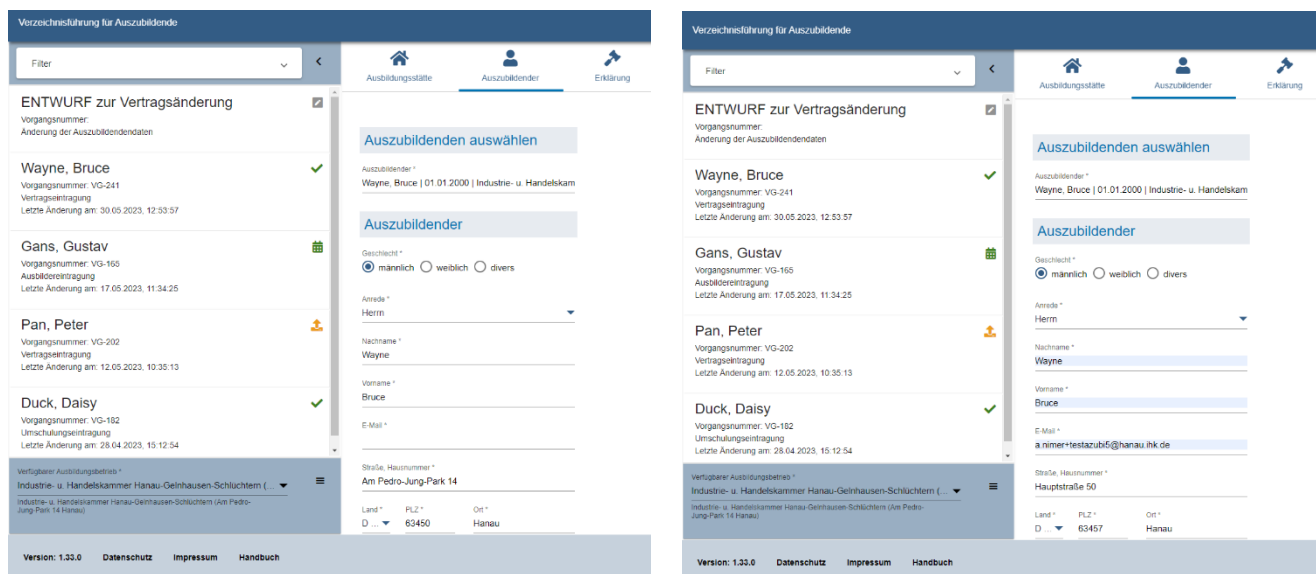 Verzeichnisführung für Auszubildende
Filter
Ausbildungsstätte
Auszubildender
Erklärung
ENTWURF zur Vertragsänderung
Vorgangsnummer:
Änderung der Auszubildendendaten
Wayne, Bruce
Vorgangsnummer: VG-241
Vertragseintragung
Letzte Änderung am: 30.05.2023, 12:53:57
Gans, Gustav
Vorgangsnummer: VG-165
Ausbildereintragung
Letzte Änderung am: 17.05.2023, 11:34:25
Pan, Peter
Vorgangsnummer: VG-202
Vertragseintragung
Letzte Änderung am: 12.05.2023, 10:35:13
Duck, Daisy
Vorgangsnummer: VG-182
Umschulungseintragung
Letzte Änderung am: 28.04.2023, 15:12:54
Verfügbarer Ausbildungsbetrieb *
Industrie- u. Handelskammer Hanau-Gelnhausen-Schlüchtern (...
Industrie- u. Handelskammer Hanau-Gelnhausen-Schlüchtern (Am Pedro-
Jung-Park 14 Hanau)
Auszubildenden auswählen
Auszubildender *
Wayne, Bruce | 01.01.2000 | Industrie- u. Handelskam
Auszubildender
Geschlecht *
männlich weiblich divers
Anrede *
Herrn
Nachname *
Wayne
Vorname *
Bruce
E-Mail *
Straße, Hausnummer *
Am Pedro-Jung-Park 14
Land * PLZ * Ort *
D ... 63450 Hanau
Version: 1.33.0 Datenschutz Impressum Handbuch
Verzeichnisführung für Auszubildende
Filter
Ausbildungsstätte
Auszubildender
Erklärung
ENTWURF zur Vertragsänderung
Vorgangsnummer:
Änderung der Auszubildendendaten
Wayne, Bruce
Vorgangsnummer: VG-241
Vertragseintragung
Letzte Änderung am: 30.05.2023, 12:53:57
Gans, Gustav
Vorgangsnummer: VG-165
Ausbildereintragung
Letzte Änderung am: 17.05.2023, 11:34:25
Pan, Peter
Vorgangsnummer: VG-202
Vertragseintragung
Letzte Änderung am: 12.05.2023, 10:35:13
Duck, Daisy
Vorgangsnummer: VG-182
Umschulungseintragung
Letzte Änderung am: 28.04.2023, 15:12:54
Verfügbarer Ausbildungsbetrieb *
Industrie- u. Handelskammer Hanau-Gelnhausen-Schlüchtern (...
Industrie- u. Handelskammer Hanau-Gelnhausen-Schlüchtern (Am Pedro-
Jung-Park 14 Hanau)
Auszubildenden auswählen
Auszubildender *
Wayne, Bruce | 01.01.2000 | Industrie- u. Handelskam
Auszubildender
Geschlecht *
männlich weiblich divers
Anrede *
Herrn
Nachname *
Wayne
Vorname *
Bruce
E-Mail *
a.nimer+testazubi5@hanau.ihk.de
Straße, Hausnummer *
Hauptstraße 50
Land * PLZ * Ort *
D ... 63457 Hanau
Version: 1.33.0 Datenschutz Impressum Handbuch